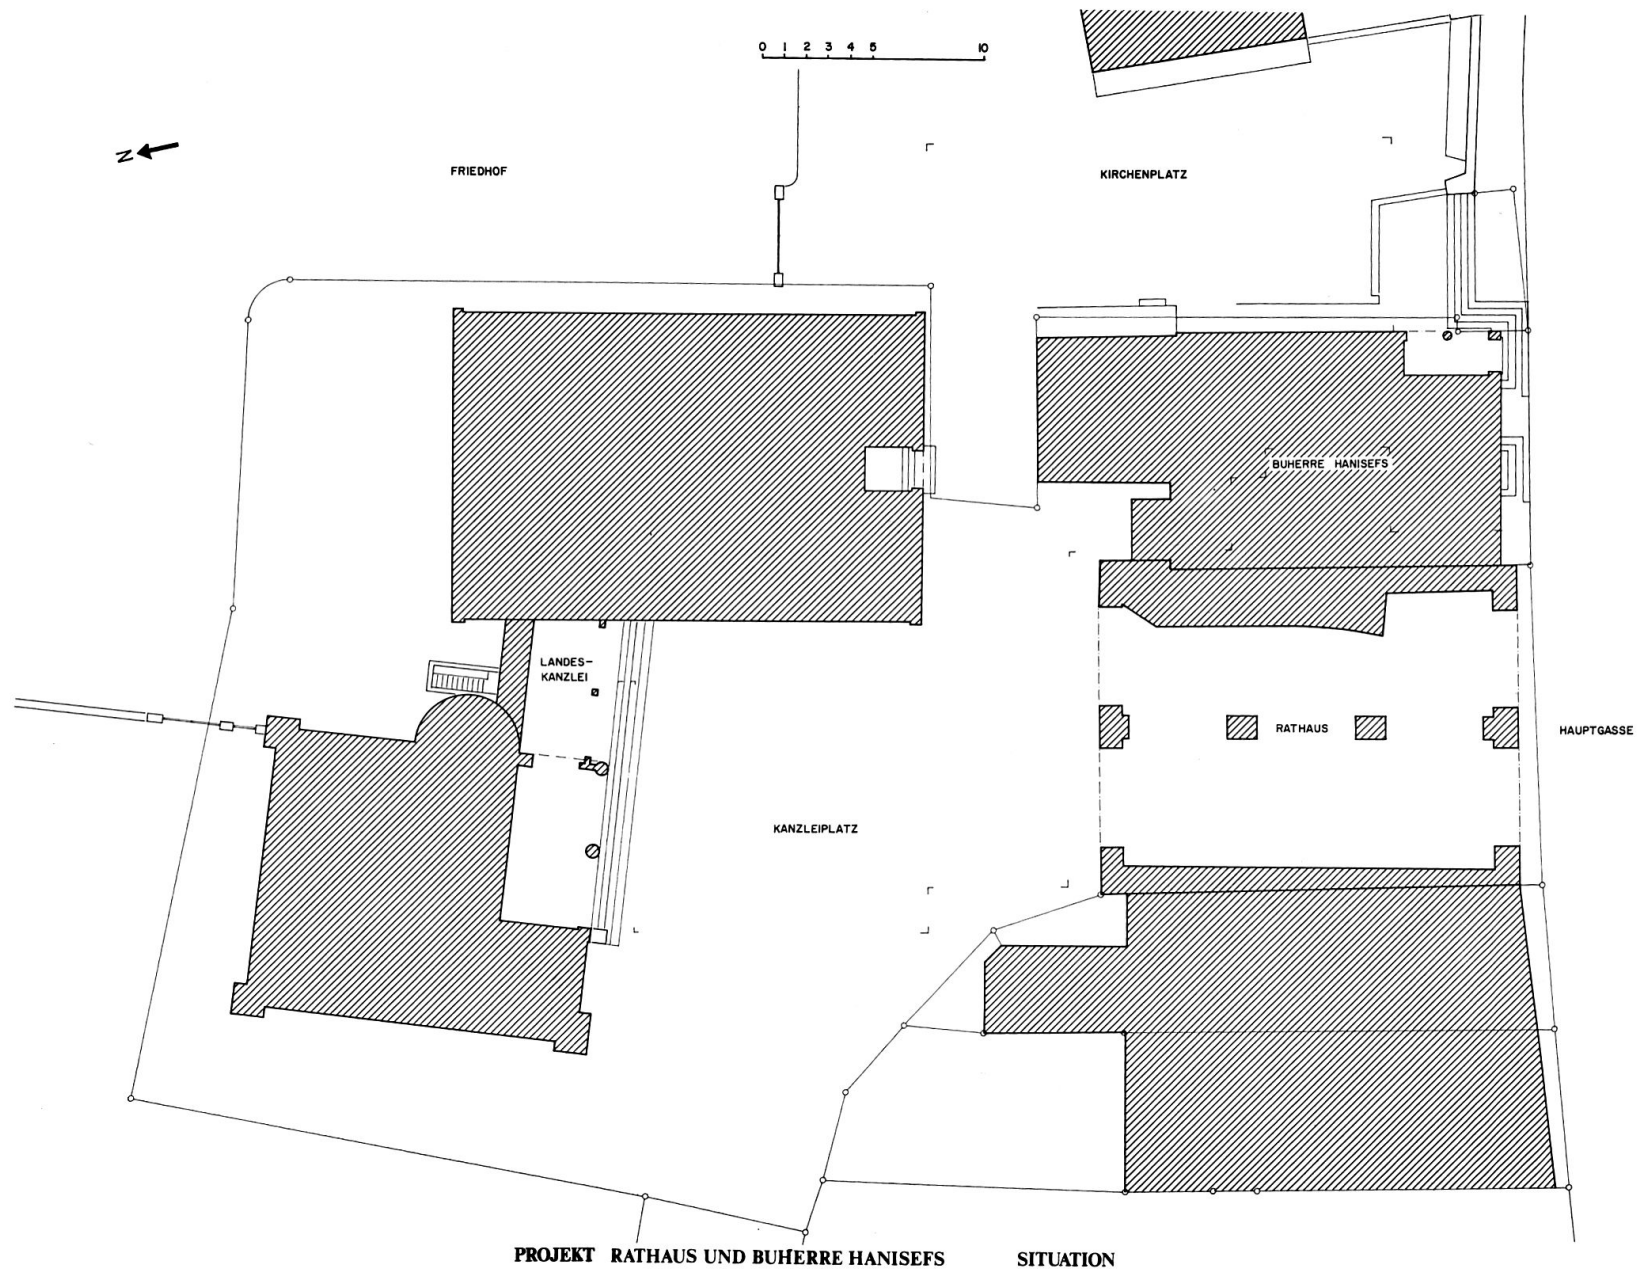 0 1 2 3 4 5 10
N
FRIEDHOF
KIRCHENPLATZ
BUHERRE HANISEFS
LANDES-
KANZLEI
RATHAUS
HAUPTGASSE
KANZLEIPLATZ
PROJEKT RATHAUS UND BUHERRE HANISEFS SITUATION